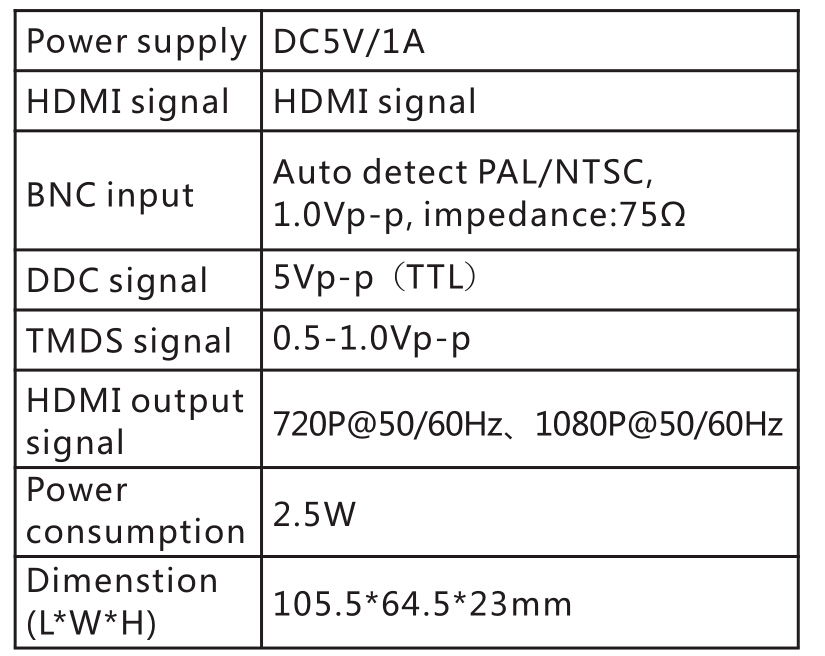 Power supply DC5V/1A
HDMI signal HDMI signal
BNC input
Auto detect PAL/NTSC,
1.0Vp-p, impedance:75Ω
DDC signal 5Vp-p（TTL）
TMDS signal 0.5-1.0Vp-p
HDMI output
signal
720P@50/60Hz、1080P@50/60Hz
Power
consumption
2.5W
Dimenstion
(L*W*H)
105.5*64.5*23mm